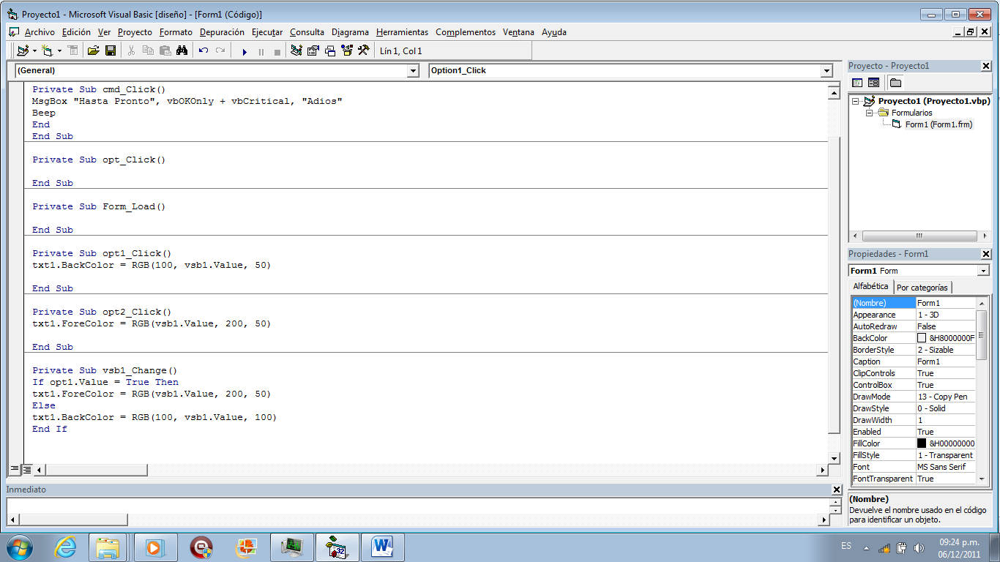 Proyecto1 - Microsoft Visual Basic [diseño] - [Form1 (Código)]
Archivo Edición Ver Proyecto Formato Depuración Ejecutar Consulta Diagrama Herramientas Complementos Ventana Ayuda
Lín 1, Col 1
(General) Option1_Click
Private Sub cmd_Click()
MsgBox "Hasta Pronto", vbOKOnly + vbCritical, "Adios"
Beep
End
End Sub
Private Sub opt_Click()
End Sub
Private Sub Form_Load()
End Sub
Private Sub opt1_Click()
txt1.BackColor = RGB(100, vsb1.Value, 50)
End Sub
Private Sub opt2_Click()
txt1.ForeColor = RGB(vsb1.Value, 200, 50)
End Sub
Private Sub vsb1_Change()
If opt1.Value = True Then
txt1.ForeColor = RGB(vsb1.Value, 200, 50)
Else
txt1.BackColor = RGB(100, vsb1.Value, 100)
End If
Inmediato
Proyecto - Proyecto1
Proyecto1 (Proyecto1.vbp)
Formularios
Form1 (Form1.frm)
Propiedades - Form1
Form1 Form
Alfabética Por categorías
(Nombre) Form1
Appearance 1 - 3D
AutoRedraw False
BackColor &H8000000F
BorderStyle 2 - Sizable
Caption Form1
ClipControls True
ControlBox True
DrawMode 13 - Copy Pen
DrawStyle 0 - Solid
DrawWidth 1
Enabled True
FillColor &H00000000
FillStyle 1 - Transparent
Font MS Sans Serif
FontTransparent True
(Nombre)
Devuelve el nombre usado en el código
para identificar un objeto.
32
W
ES
09:24 p.m.
06/12/2011